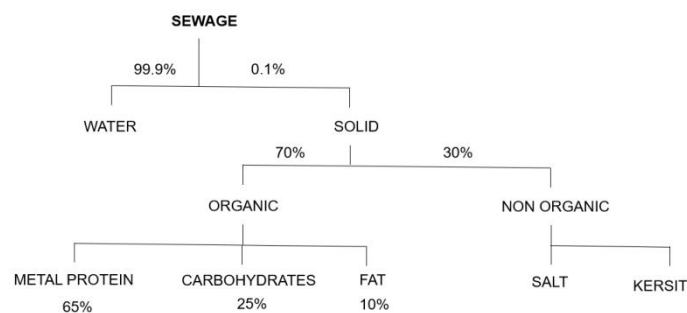 SEWAGE
99.9% 0.1%
WATER SOLID
70% 30%
ORGANIC NON ORGANIC
METAL PROTEIN CARBOHYDRATES FAT SALT KERSIT
65% 25% 10%